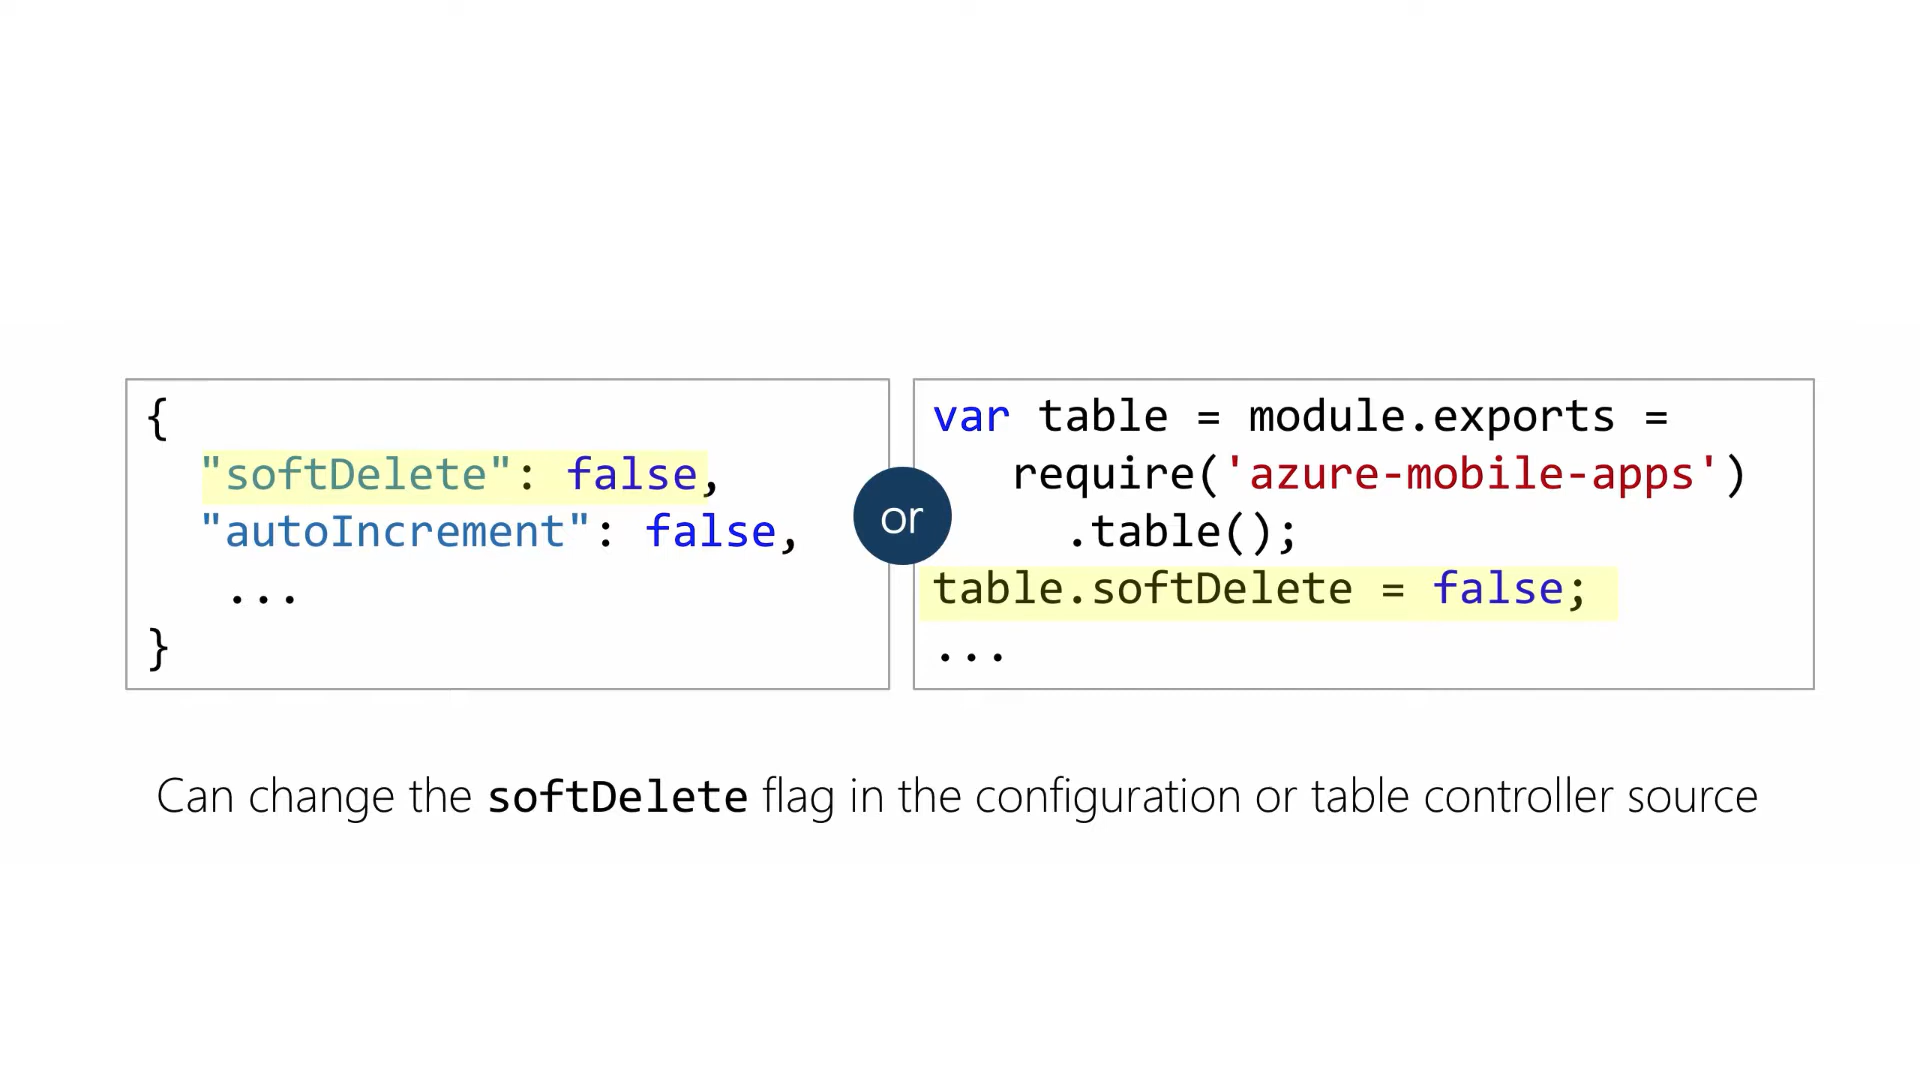 {
"softDelete": false,
"autoIncrement": false,
...
}
or
var table = module.exports =
require('azure-mobile-apps')
.table();
table.softDelete = false;
...
Can change the softDelete flag in the configuration or table controller source